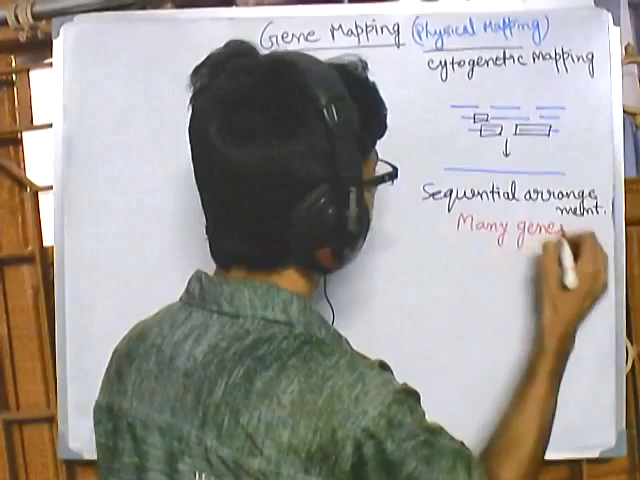 Gene Mapping (Physical Mapping)
Cytogenetic Mapping
Sequential arrange
ment.
Many genes